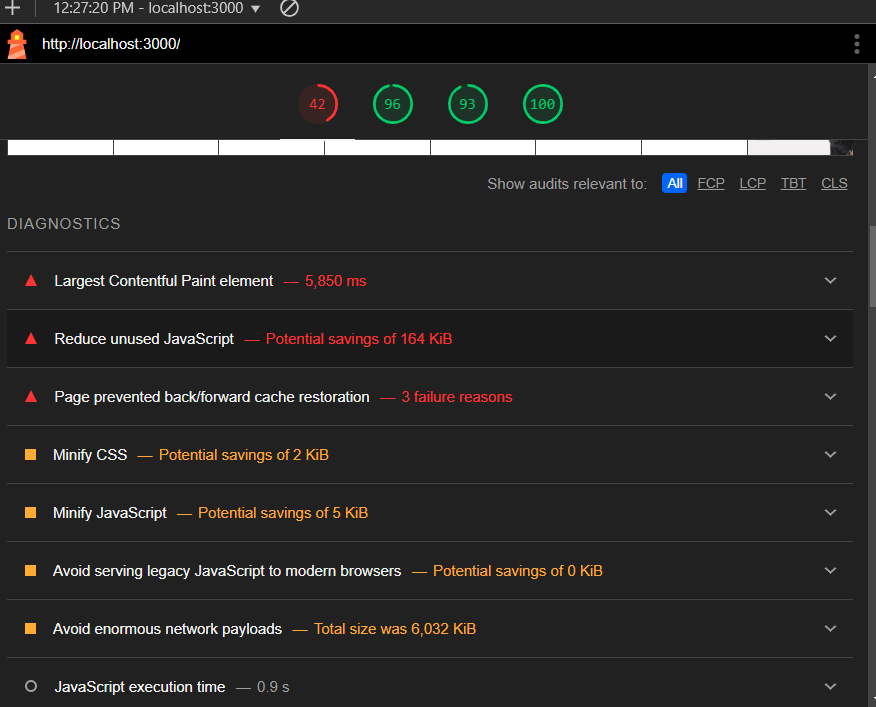 12:27:20 PM - localhost:3000
http://localhost:3000/
42 96 93 100
Show audits relevant to: All FCP LCP TBT CLS
DIAGNOSTICS
Largest Contentful Paint element — 5,850 ms
Reduce unused JavaScript — Potential savings of 164 KiB
Page prevented back/forward cache restoration — 3 failure reasons
Minify CSS — Potential savings of 2 KiB
Minify JavaScript — Potential savings of 5 KiB
Avoid serving legacy JavaScript to modern browsers — Potential savings of 0 KiB
Avoid enormous network payloads — Total size was 6,032 KiB
JavaScript execution time — 0.9 s